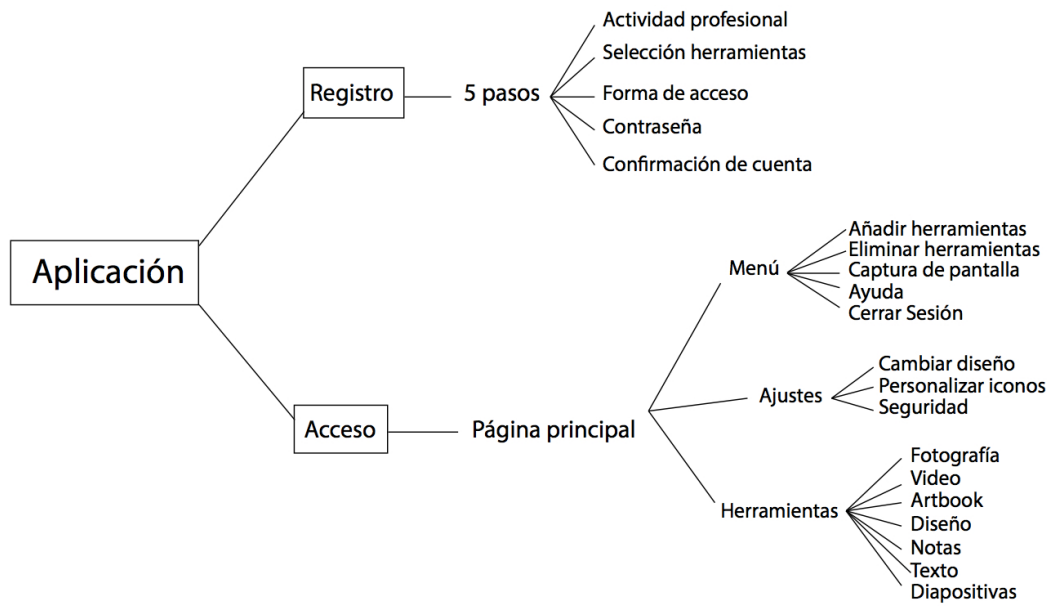 Aplicación
Registro
5 pasos
Actividad profesional
Selección herramientas
Forma de acceso
Contraseña
Confirmación de cuenta
Acceso
Página principal
Menú
Añadir herramientas
Eliminar herramientas
Captura de pantalla
Ayuda
Cerrar Sesión
Ajustes
Cambiar diseño
Personalizar iconos
Seguridad
Herramientas
Fotografía
Video
Artbook
Diseño
Notas
Texto
Diapositivas